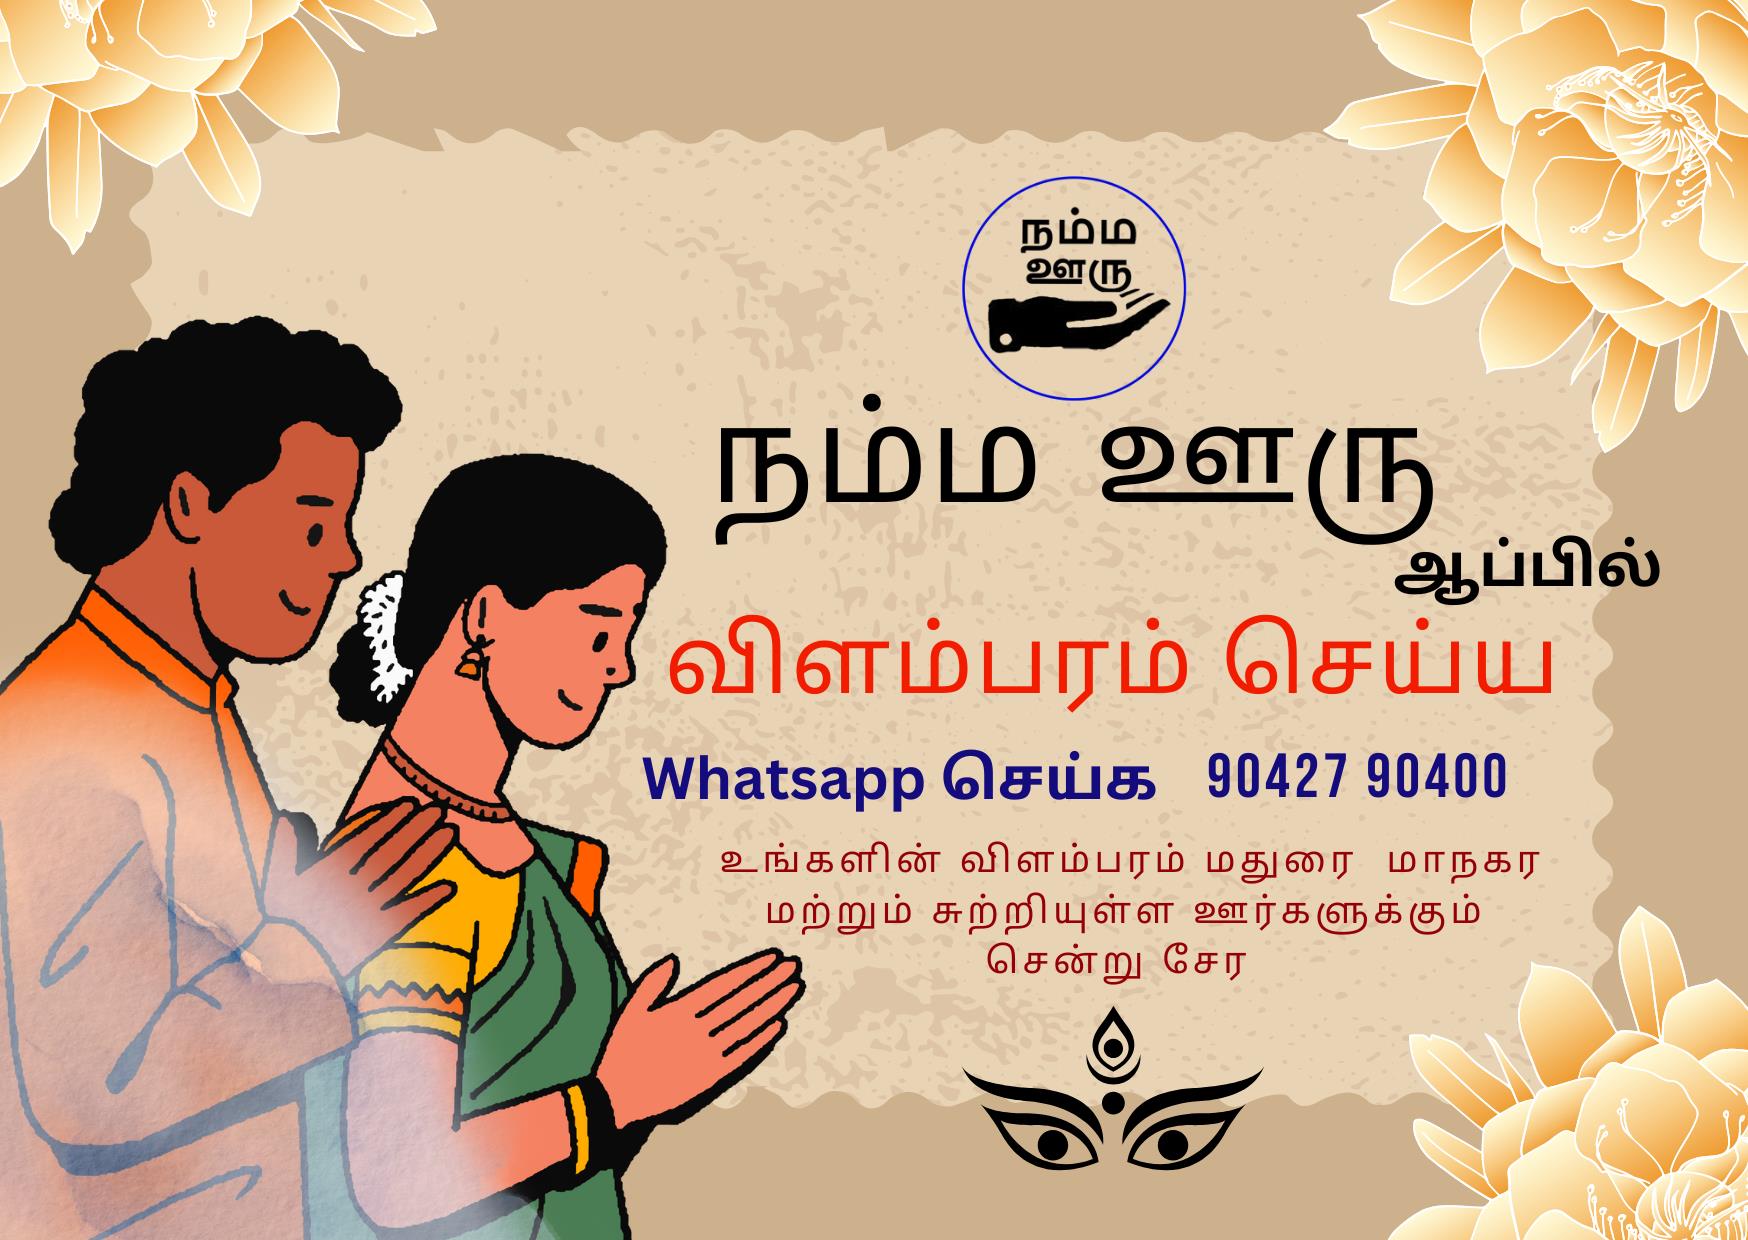 நம்ம
ஊரு
நம்ம ஊரு
ஆப்பில்
விளம்பரம் செய்ய
Whatsapp செய்க 90427 90400
உங்களின் விளம்பரம் மதுரை மாநகர
மற்றும் சுற்றியுள்ள ஊர்களுக்கும்
சென்று சேர